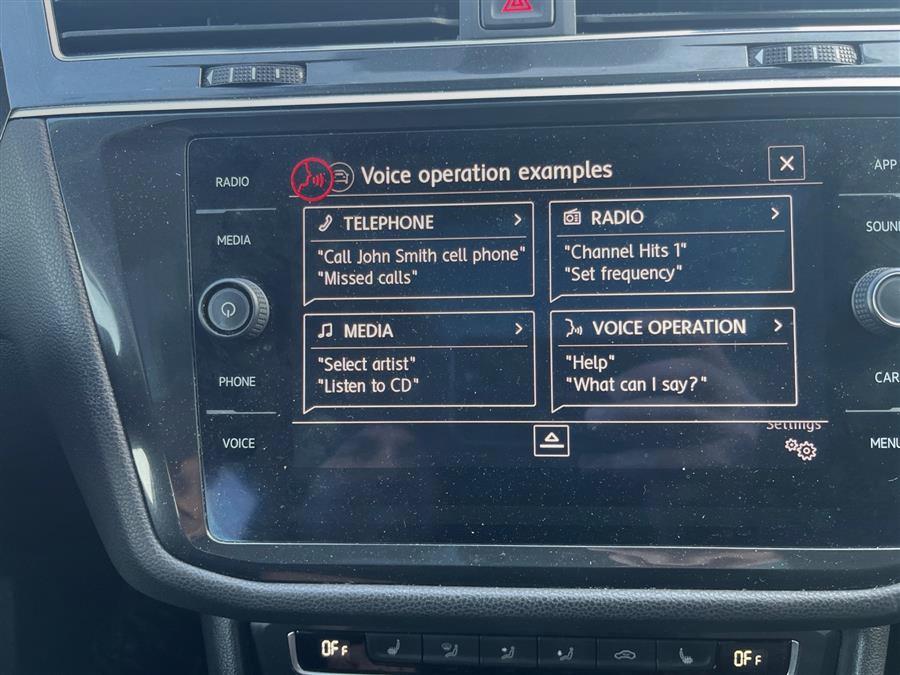 Voice operation examples
RADIO
MEDIA
PHONE
VOICE
TELEPHONE
"Call John Smith cell phone"
"Missed calls"
RADIO
"Channel Hits 1"
"Set frequency"
MEDIA
"Select artist"
"Listen to CD"
VOICE OPERATION
"Help"
"What can I say?"
Settings
APP
SOUN
CAR
MENU
OFF
OFF